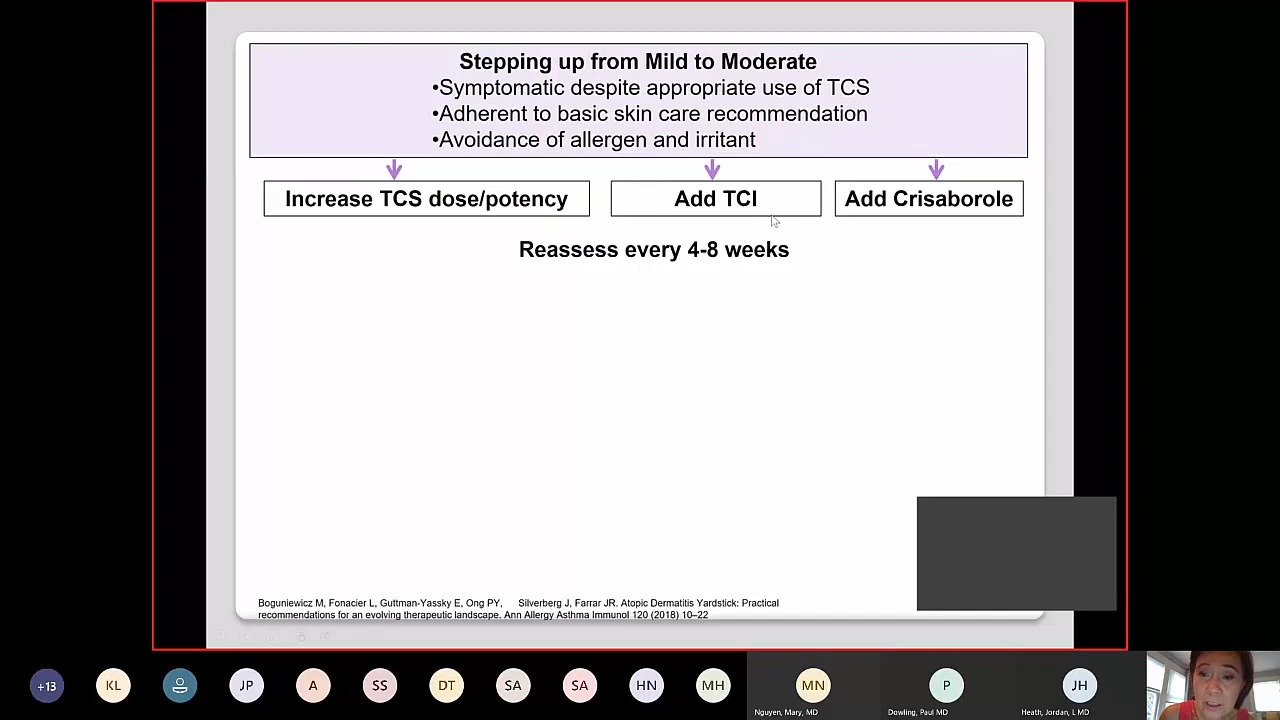 Stepping up from Mild to Moderate
•Symptomatic despite appropriate use of TCS
•Adherent to basic skin care recommendation
•Avoidance of allergen and irritant
Increase TCS dose/potency
Add TCI
Add Crisaborole
Reassess every 4-8 weeks
Boguniewicz M, Fonacier L, Guttman-Yassky E, Ong PY, Silverberg J, Farrar JR. Atopic Dermatitis Yardstick: Practical
recommendations for an evolving therapeutic landscape. Ann Allergy Asthma Immunol 120 (2018) 10–22
+13
KL
JP
A
SS
DT
SA
SA
HN
MH
MN
P
JH
Nguyen, Mary, MD
Dowling, Paul MD
Heath, Jordan, L MD